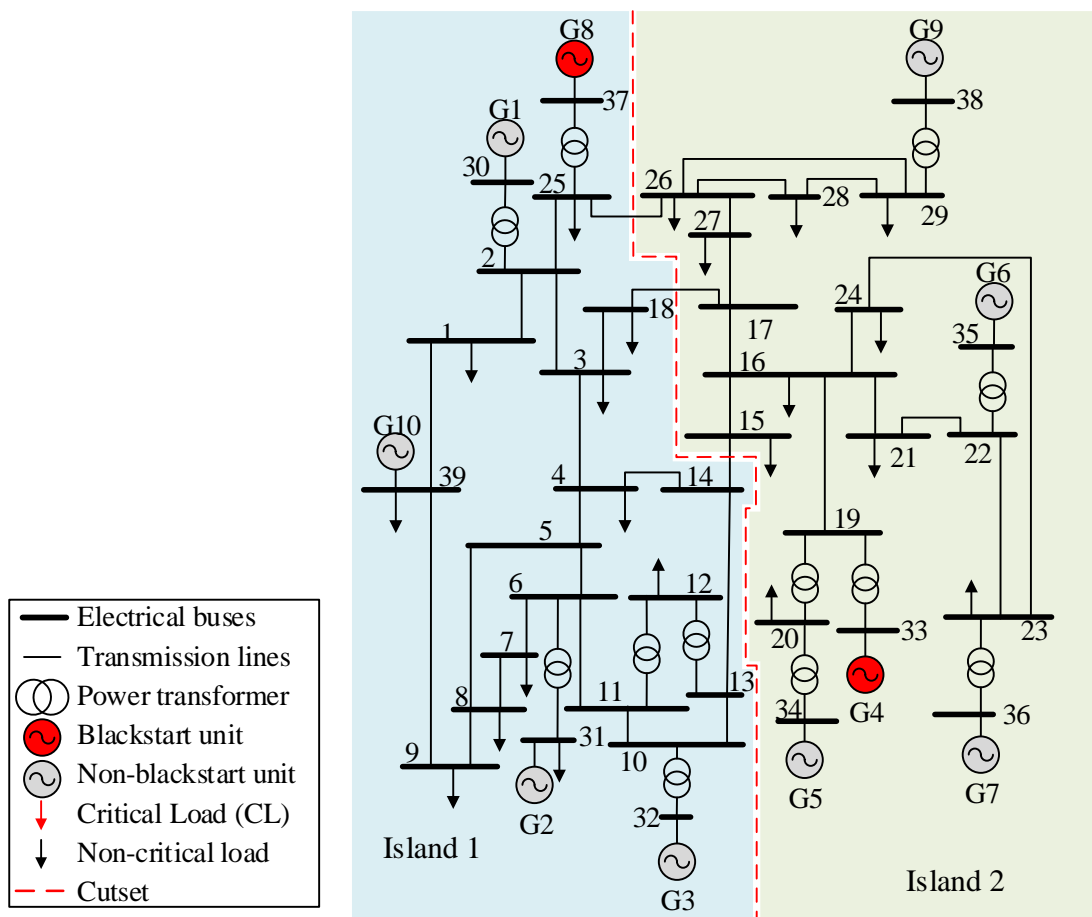 G8
G9
37
38
G1
30
25
26
28
29
27
2
24
G6
18
17
35
1
3
16
G10
15
21
22
39
4
14
5
19
6
12
7
20
33
23
8
11
13
G4
31
34
36
9
10
G2
G5
G7
32
G3
Island 1
Island 2
Electrical buses
Transmission lines
Power transformer
Blackstart unit
Non-blackstart unit
Critical Load (CL)
Non-critical load
Cutset